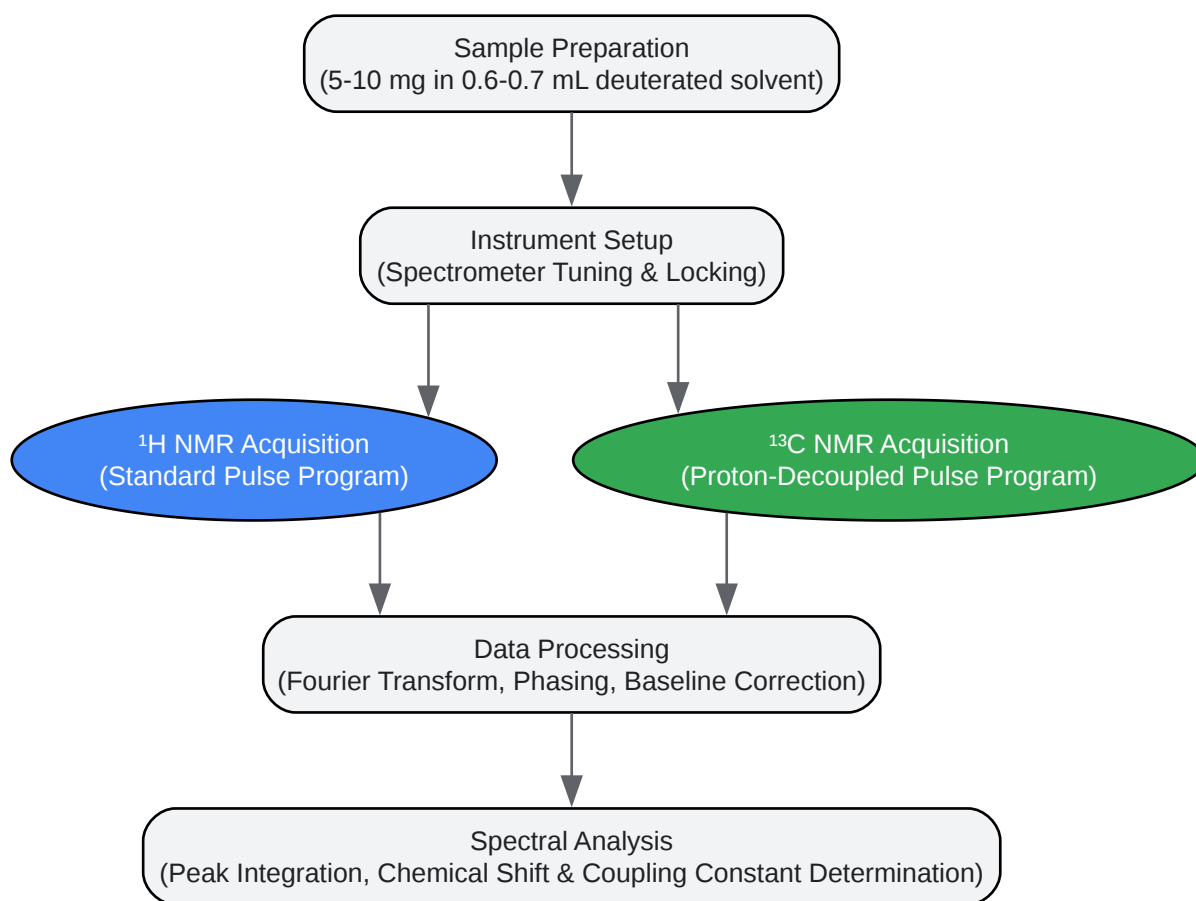 Sample Preparation
(5-10 mg in 0.6-0.7 mL deuterated solvent)
Instrument Setup
(Spectrometer Tuning & Locking)
¹H NMR Acquisition
(Standard Pulse Program)
¹³C NMR Acquisition
(Proton-Decoupled Pulse Program)
Data Processing
(Fourier Transform, Phasing, Baseline Correction)
Spectral Analysis
(Peak Integration, Chemical Shift & Coupling Constant Determination)